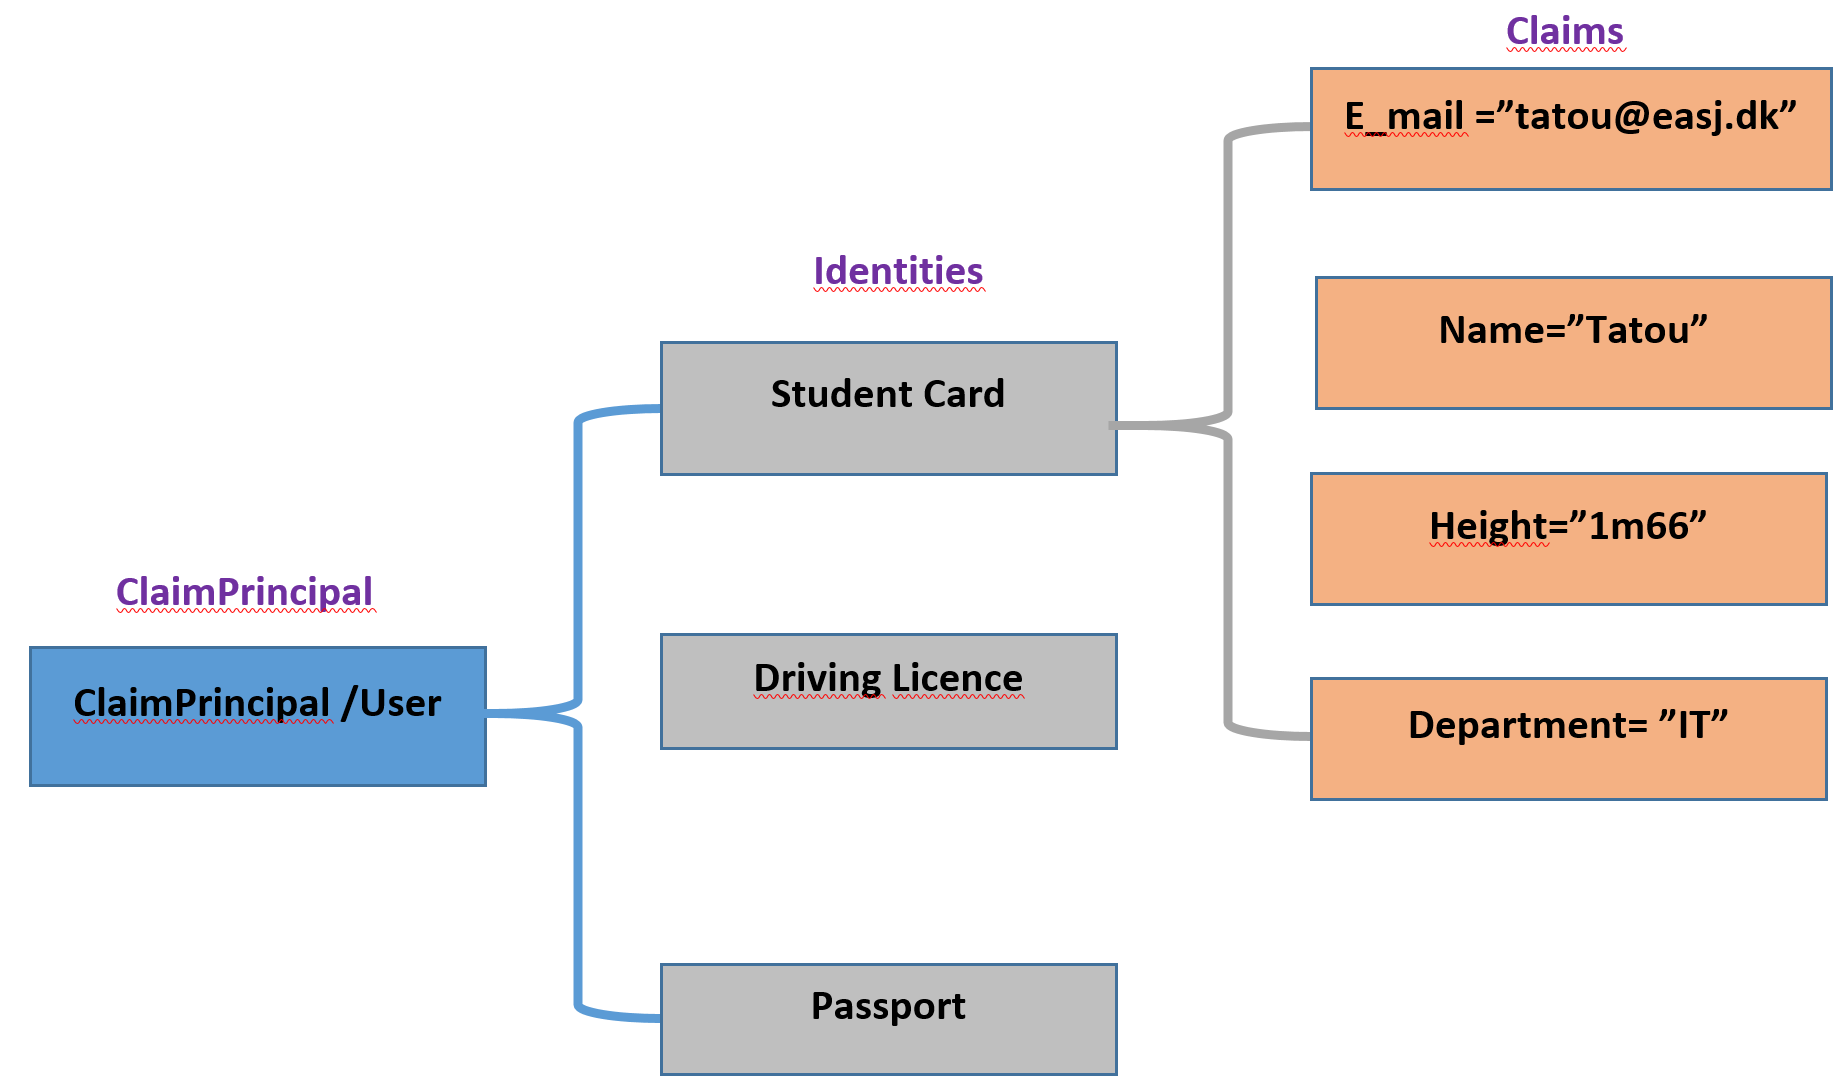 Claims
E_mail =”tatou@easj.dk”
Name=”Tatou”
Height=”1m66”
Department= ”IT”
Identities
Student Card
Driving Licence
Passport
ClaimPrincipal
ClaimPrincipal /User